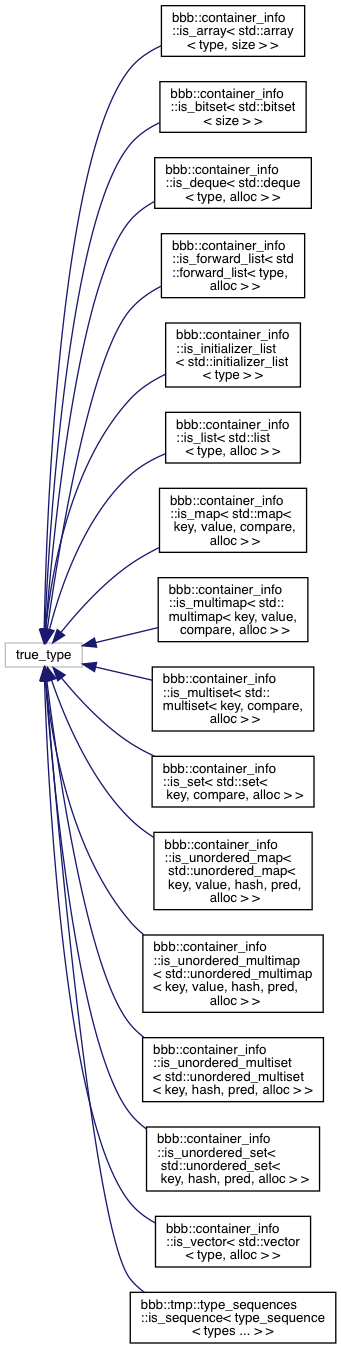 bbb::container_info
::is_array< std::array
< type, size > >
bbb::container_info
::is_bitset< std::bitset
< size > >
bbb::container_info
::is_deque< std::deque
< type, alloc > >
bbb::container_info
::is_forward_list< std
::forward_list< type,
alloc > >
bbb::container_info
::is_initializer_list
< std::initializer_list
< type > >
bbb::container_info
::is_list< std::list
< type, alloc > >
bbb::container_info
::is_map< std::map<
key, value, compare,
alloc > >
bbb::container_info
::is_multimap< std::
multimap< key, value,
compare, alloc > >
true_type
bbb::container_info
::is_multiset< std::
multiset< key, compare,
alloc > >
bbb::container_info
::is_set< std::set<
key, compare, alloc > >
bbb::container_info
::is_unordered_map<
std::unordered_map<
key, value, hash, pred,
alloc > >
bbb::container_info
::is_unordered_multimap
< std::unordered_multimap
< key, value, hash, pred,
alloc > >
bbb::container_info
::is_unordered_multiset
< std::unordered_multiset
< key, hash, pred, alloc > >
bbb::container_info
::is_unordered_set<
std::unordered_set<
key, hash, pred, alloc > >
bbb::container_info
::is_vector< std::vector
< type, alloc > >
bbb::tmp::type_sequences
::is_sequence< type_sequence
< types ... > >